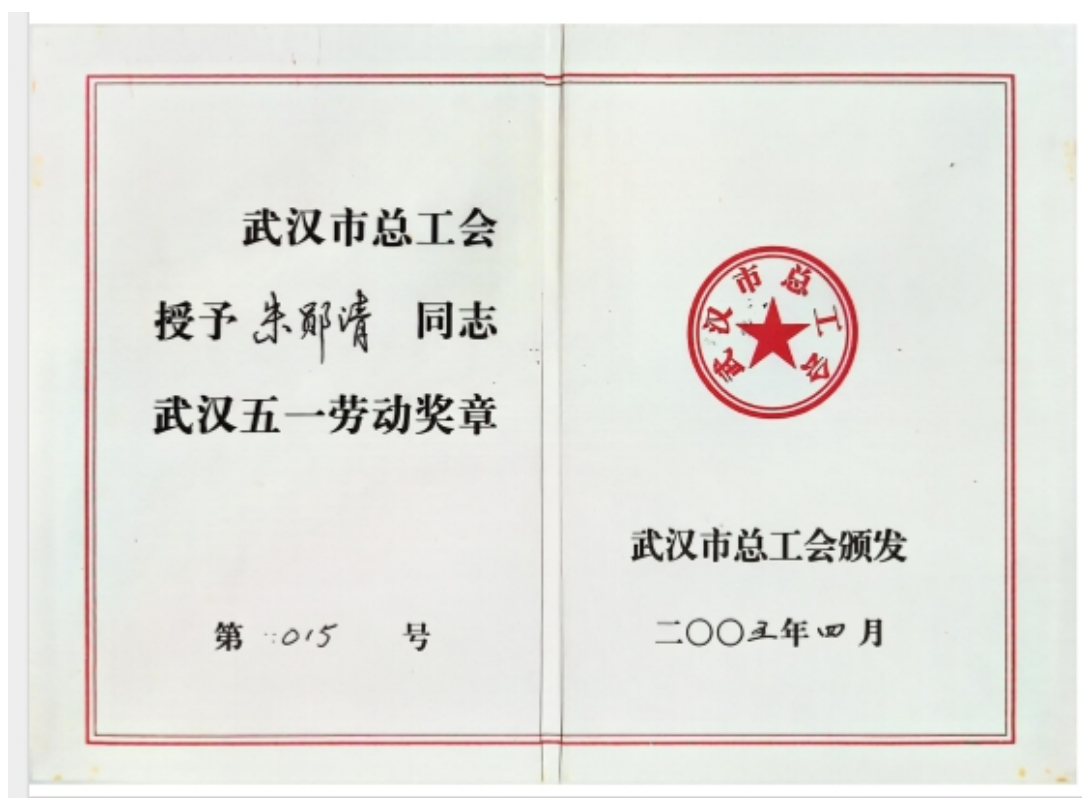 武汉市总工会
授予 朱郧清 同志
武汉五一劳动奖章
第 015 号
武汉市总工会
武汉市总工会颁发
二〇〇五年四月